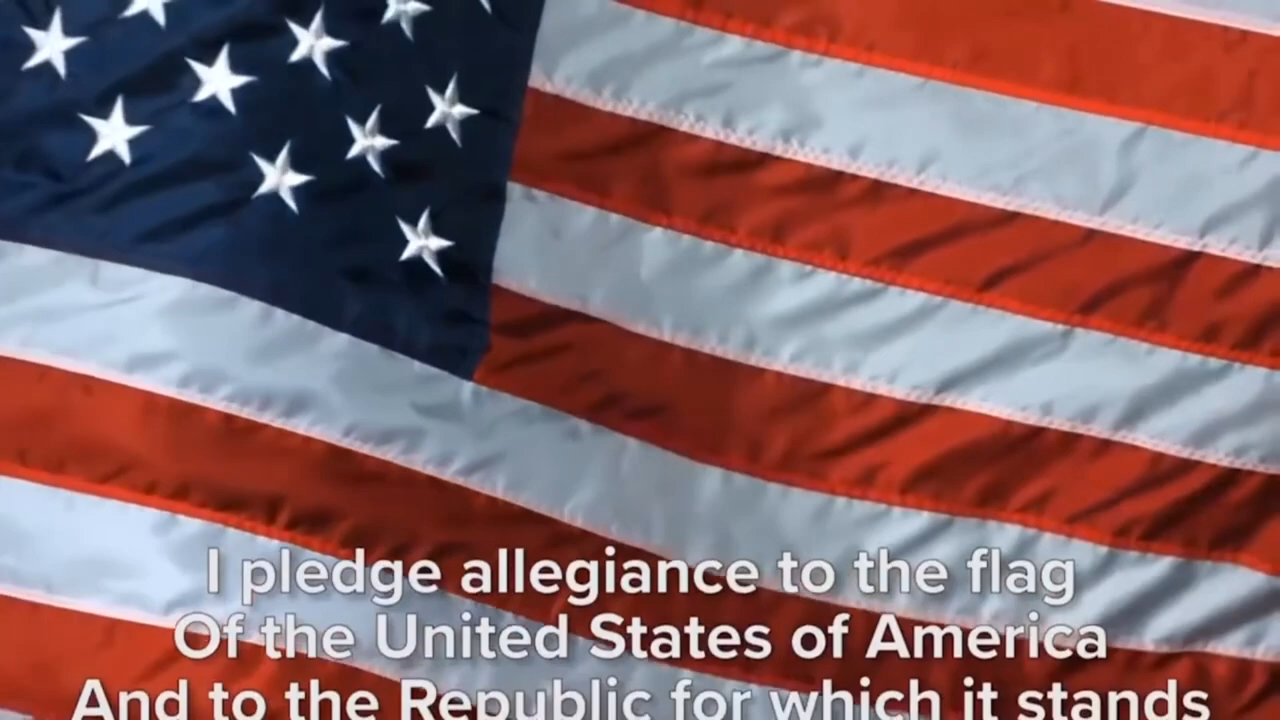 I pledge allegiance to the flag
Of the United States of America
And to the Republic for which it stands